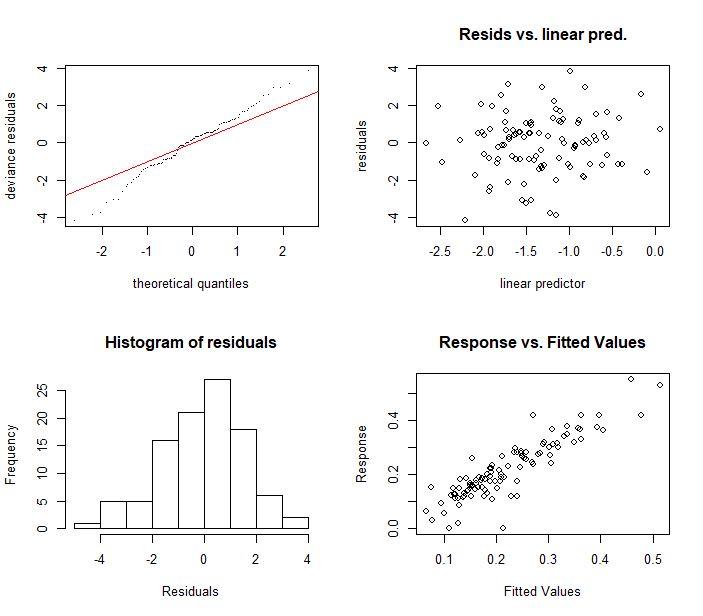 deviance residuals
4
2
0
-2
-4
-2 -1 0 1 2
theoretical quantiles
Resids vs. linear pred.
residuals
4
2
0
-2
-4
-2.5 -2.0 -1.5 -1.0 -0.5 0.0
linear predictor
Histogram of residuals
Frequency
25
15
5
0
-4 -2 0 2 4
Residuals
Response vs. Fitted Values
Response
0.4
0.2
0.0
0.1 0.2 0.3 0.4 0.5
Fitted Values